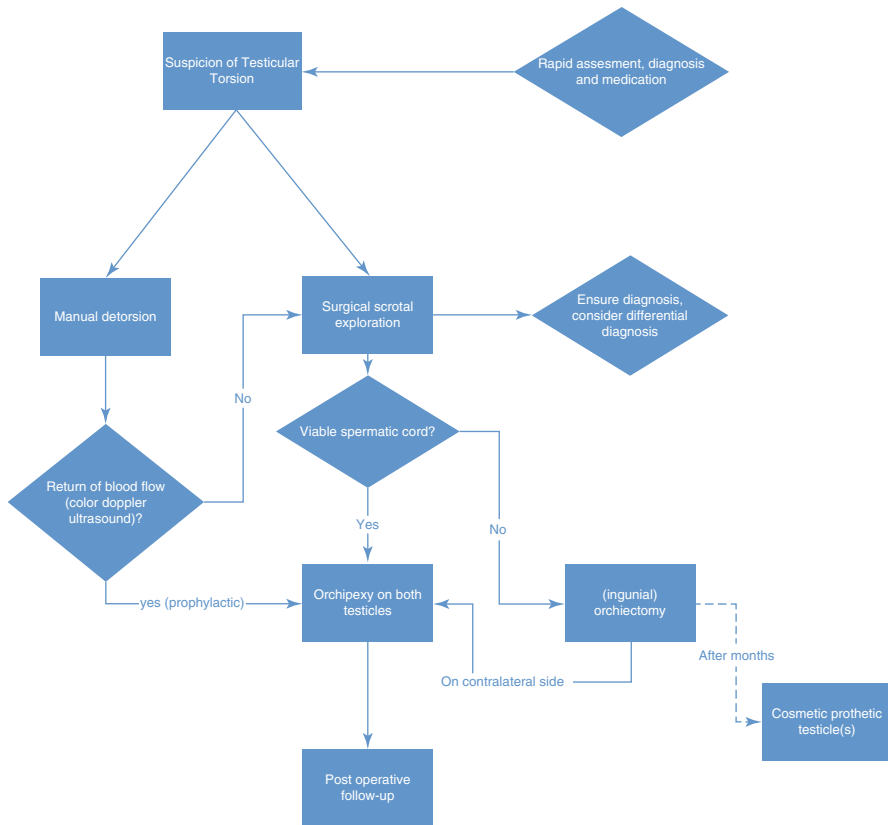 Suspicion of Testicular
Torsion
Rapid assesment, diagnosis
and medication
Manual detorsion
Surgical scrotal
exploration
Ensure diagnosis,
consider differential
diagnosis
No
Viable spermatic cord?
Return of blood flow
(color doppler
ultrasound)?
Yes
No
yes (prophylactic)
Orchipexy on both
testicles
(ingunial)
orchiectomy
After months
On contralateral side
Cosmetic prothetic
testicle(s)
Post operative
follow-up